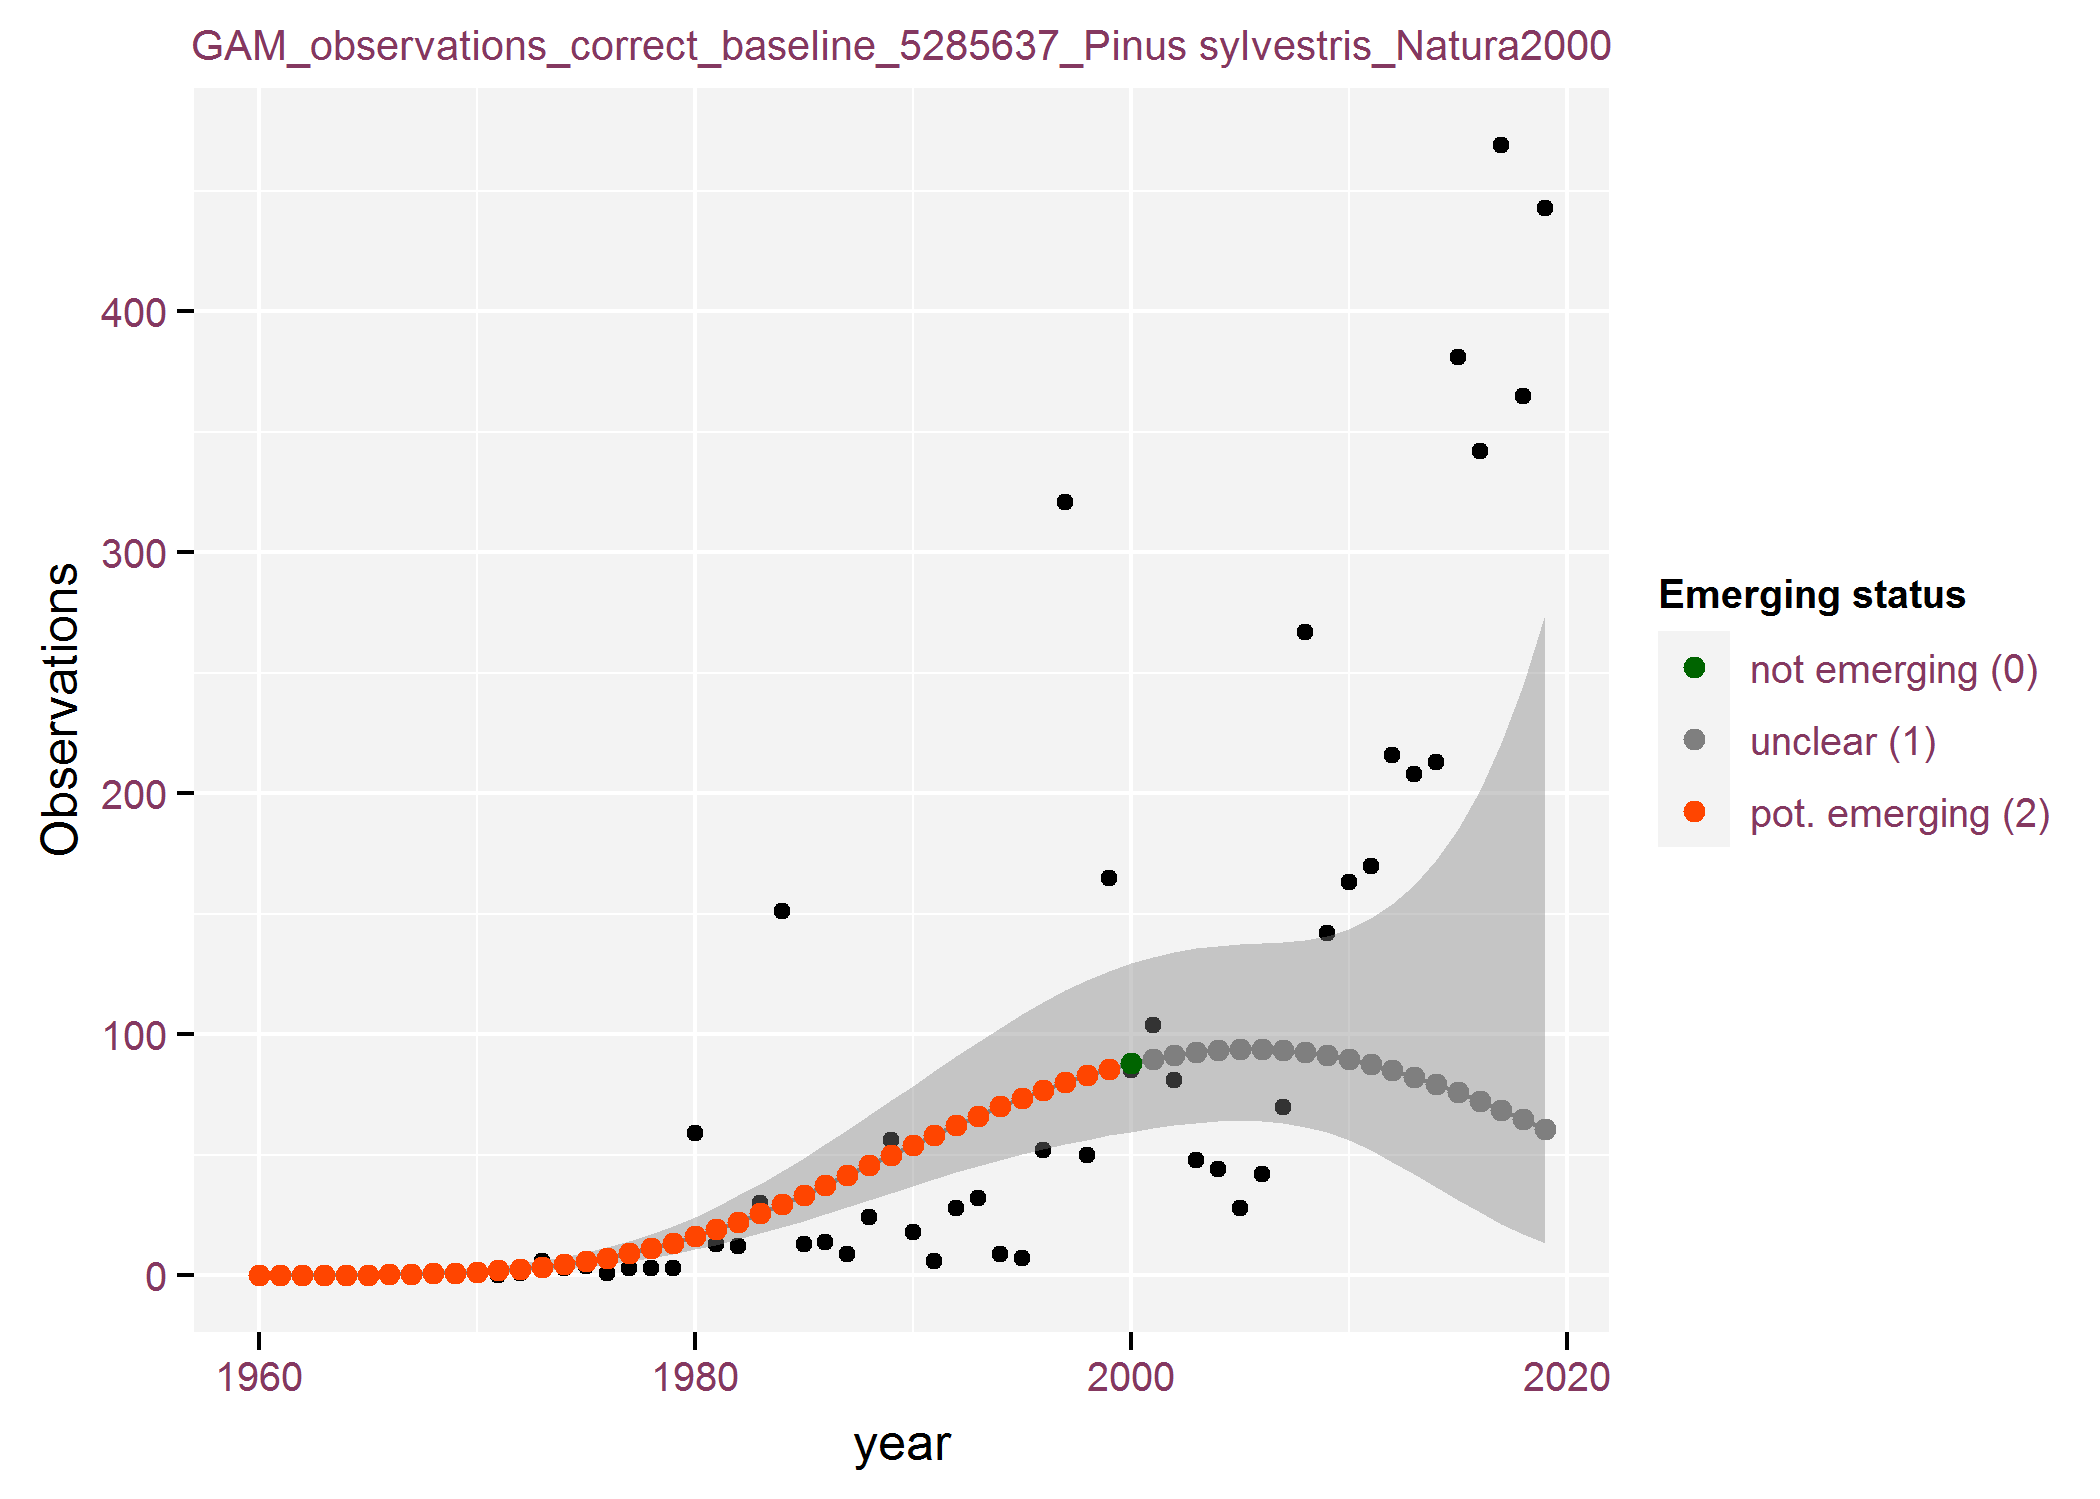 GAM_observations_correct_baseline_5285637_Pinus sylvestris_Natura2000
Observations
400
300
200
100
0
1960 1980 2000 2020
year
Emerging status
not emerging (0)
unclear (1)
pot. emerging (2)